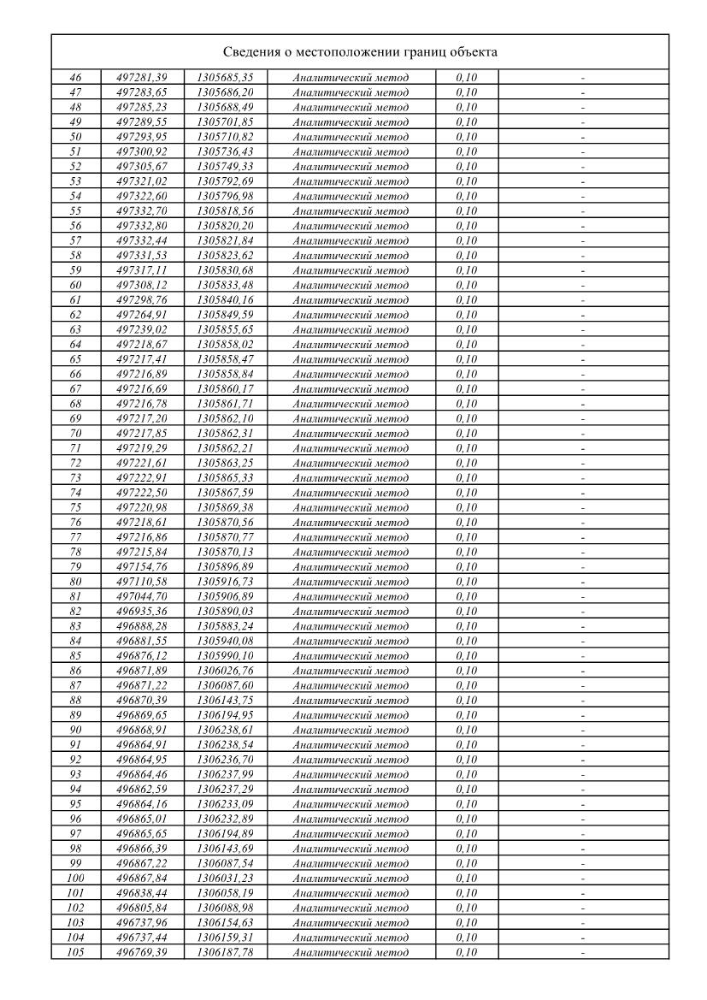 Сведения о местоположении границ объекта
46 497281,39 1305685,35 Аналитический метод 0,10 -
47 497283,65 1305686,20 Аналитический метод 0,10 -
48 497285,23 1305688,49 Аналитический метод 0,10 -
49 497289,55 1305701,85 Аналитический метод 0,10 -
50 497293,95 1305710,82 Аналитический метод 0,10 -
51 497300,92 1305736,43 Аналитический метод 0,10 -
52 497305,67 1305749,33 Аналитический метод 0,10 -
53 497321,02 1305792,69 Аналитический метод 0,10 -
54 497322,60 1305796,98 Аналитический метод 0,10 -
55 497332,70 1305818,56 Аналитический метод 0,10 -
56 497332,80 1305820,20 Аналитический метод 0,10 -
57 497332,44 1305821,84 Аналитический метод 0,10 -
58 497331,53 1305823,62 Аналитический метод 0,10 -
59 497317,11 1305830,68 Аналитический метод 0,10 -
60 497308,12 1305833,48 Аналитический метод 0,10 -
61 497298,76 1305840,16 Аналитический метод 0,10 -
62 497264,91 1305849,59 Аналитический метод 0,10 -
63 497239,02 1305855,65 Аналитический метод 0,10 -
64 497218,67 1305858,02 Аналитический метод 0,10 -
65 497217,41 1305858,47 Аналитический метод 0,10 -
66 497216,89 1305858,84 Аналитический метод 0,10 -
67 497216,69 1305860,17 Аналитический метод 0,10 -
68 497216,78 1305861,71 Аналитический метод 0,10 -
69 497217,20 1305862,10 Аналитический метод 0,10 -
70 497217,85 1305862,31 Аналитический метод 0,10 -
71 497219,29 1305862,21 Аналитический метод 0,10 -
72 497221,61 1305863,25 Аналитический метод 0,10 -
73 497222,91 1305865,33 Аналитический метод 0,10 -
74 497222,50 1305867,59 Аналитический метод 0,10 -
75 497220,98 1305869,38 Аналитический метод 0,10 -
76 497218,61 1305870,56 Аналитический метод 0,10 -
77 497216,86 1305870,77 Аналитический метод 0,10 -
78 497215,84 1305870,13 Аналитический метод 0,10 -
79 497154,76 1305896,89 Аналитический метод 0,10 -
80 497110,58 1305916,73 Аналитический метод 0,10 -
81 497044,70 1305906,89 Аналитический метод 0,10 -
82 496935,36 1305890,03 Аналитический метод 0,10 -
83 496888,28 1305883,24 Аналитический метод 0,10 -
84 496881,55 1305940,08 Аналитический метод 0,10 -
85 496876,12 1305990,10 Аналитический метод 0,10 -
86 496871,89 1306026,76 Аналитический метод 0,10 -
87 496871,22 1306087,60 Аналитический метод 0,10 -
88 496870,39 1306143,75 Аналитический метод 0,10 -
89 496869,65 1306194,95 Аналитический метод 0,10 -
90 496868,91 1306238,61 Аналитический метод 0,10 -
91 496864,91 1306238,54 Аналитический метод 0,10 -
92 496864,95 1306236,70 Аналитический метод 0,10 -
93 496864,46 1306237,99 Аналитический метод 0,10 -
94 496862,59 1306237,29 Аналитический метод 0,10 -
95 496864,16 1306233,09 Аналитический метод 0,10 -
96 496865,01 1306232,89 Аналитический метод 0,10 -
97 496865,65 1306194,89 Аналитический метод 0,10 -
98 496866,39 1306143,69 Аналитический метод 0,10 -
99 496867,22 1306087,54 Аналитический метод 0,10 -
100 496867,84 1306031,23 Аналитический метод 0,10 -
101 496838,44 1306058,19 Аналитический метод 0,10 -
102 496805,84 1306088,98 Аналитический метод 0,10 -
103 496737,96 1306154,63 Аналитический метод 0,10 -
104 496737,44 1306159,31 Аналитический метод 0,10 -
105 496769,39 1306187,78 Аналитический метод 0,10 -